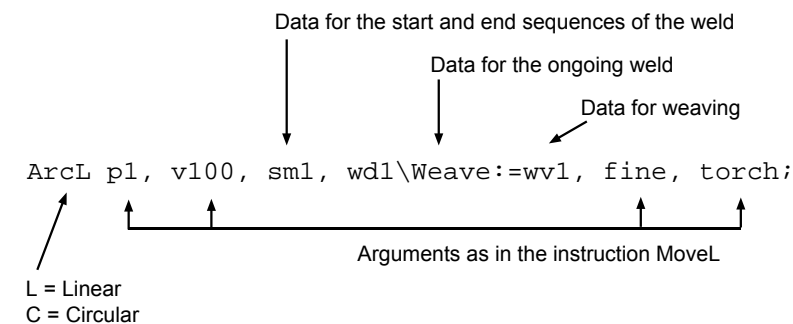 Data for the start and end sequences of the weld
Data for the ongoing weld
Data for weaving
ArcL p1, v100, sm1, wd1\Weave:=wv1, fine, torch;
Arguments as in the instruction MoveL
L = Linear
C = Circular